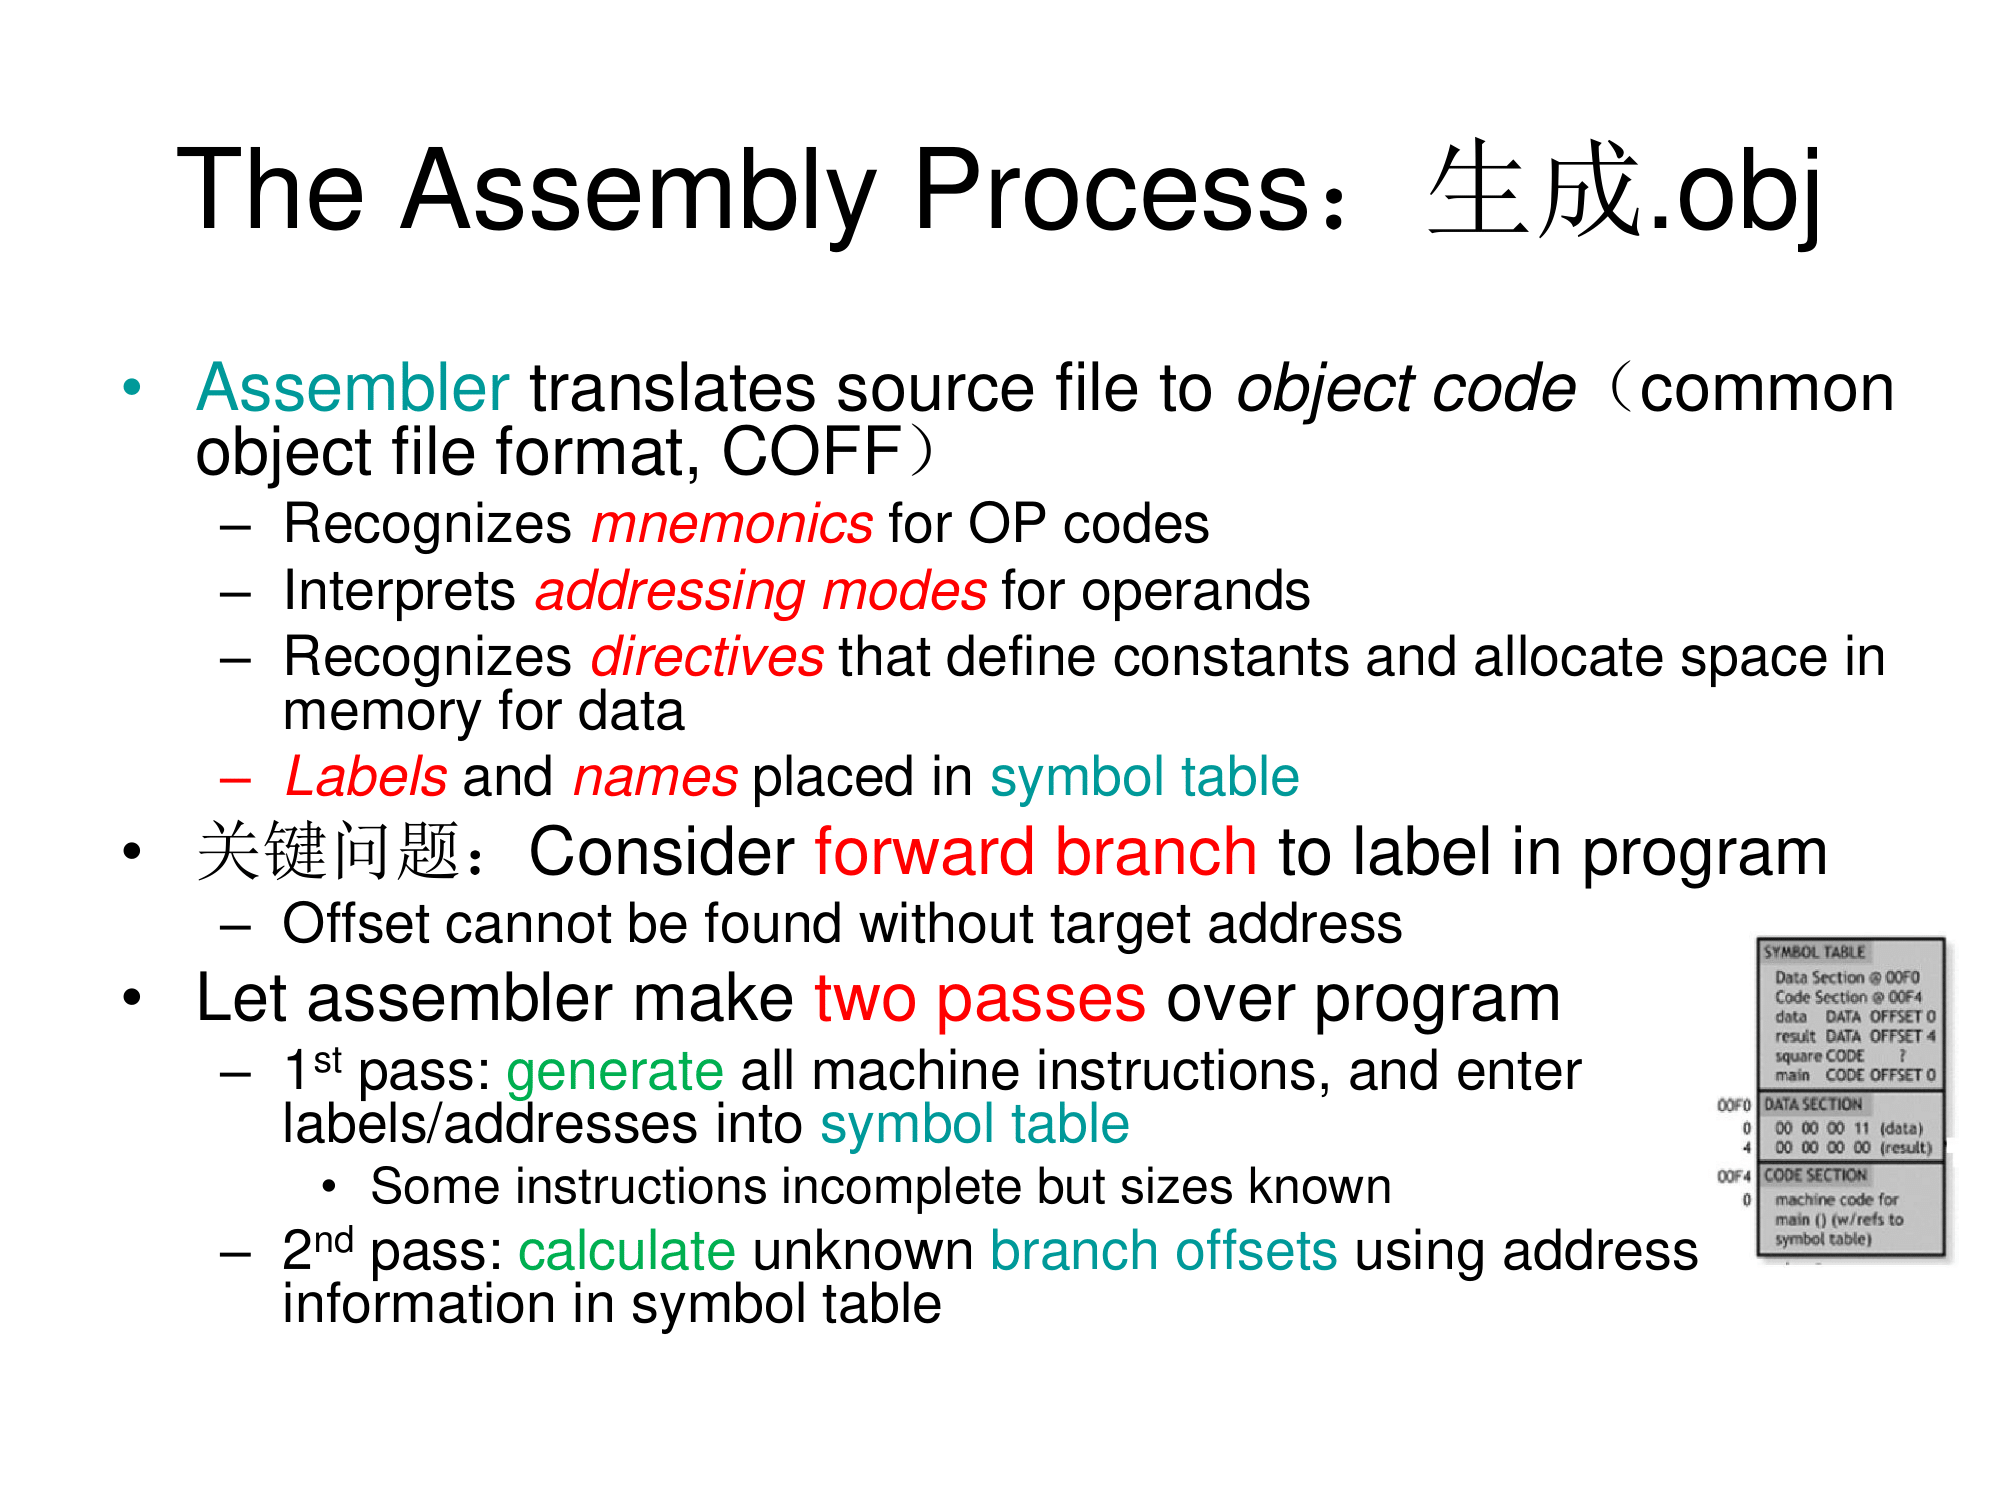 The Assembly Process：生成.obj
• Assembler translates source file to object code（common
object file format, COFF）
– Recognizes mnemonics for OP codes
– Interprets addressing modes for operands
– Recognizes directives that define constants and allocate space in
memory for data
– Labels and names placed in symbol table
• 关键问题：Consider forward branch to label in program
– Offset cannot be found without target address
• Let assembler make two passes over program
– 1st pass: generate all machine instructions, and enter
labels/addresses into symbol table
• Some instructions incomplete but sizes known
– 2nd pass: calculate unknown branch offsets using address
information in symbol table
SYMBOL TABLE
Data Section @ 00F0
Code Section @ 00F4
data DATA OFFSET 0
result DATA OFFSET 4
square CODE ?
main CODE OFFSET 0
00F0 DATA SECTION
0 00 00 00 11 (data)
4 00 00 00 00 (result)
00F4 CODE SECTION
0 machine code for
main () (w/refs to
symbol table)